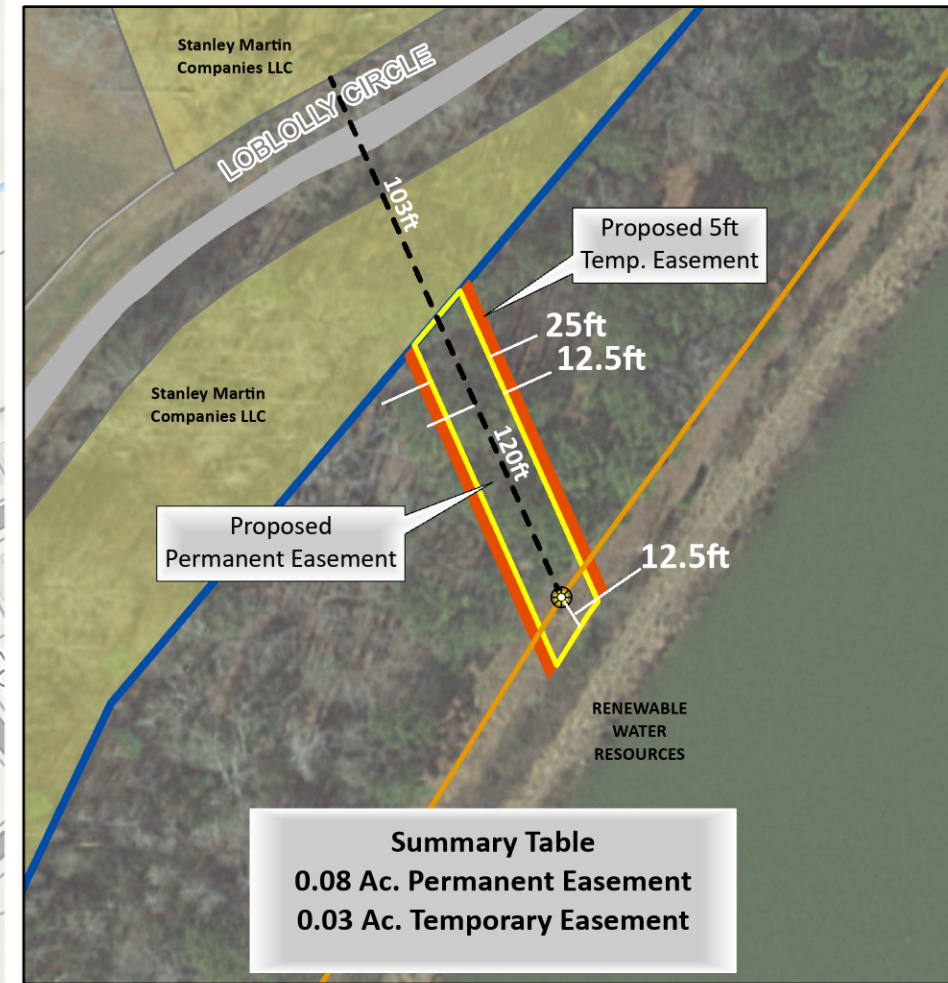 Stanley Martin
Companies LLC
LOBLOLLY CIRCLE
103ft
Proposed 5ft
Temp. Easement
25ft
12.5ft
Stanley Martin
Companies LLC
120ft
Proposed
Permanent Easement
12.5ft
RENEWABLE
WATER
RESOURCES
Summary Table
0.08 Ac. Permanent Easement
0.03 Ac. Temporary Easement